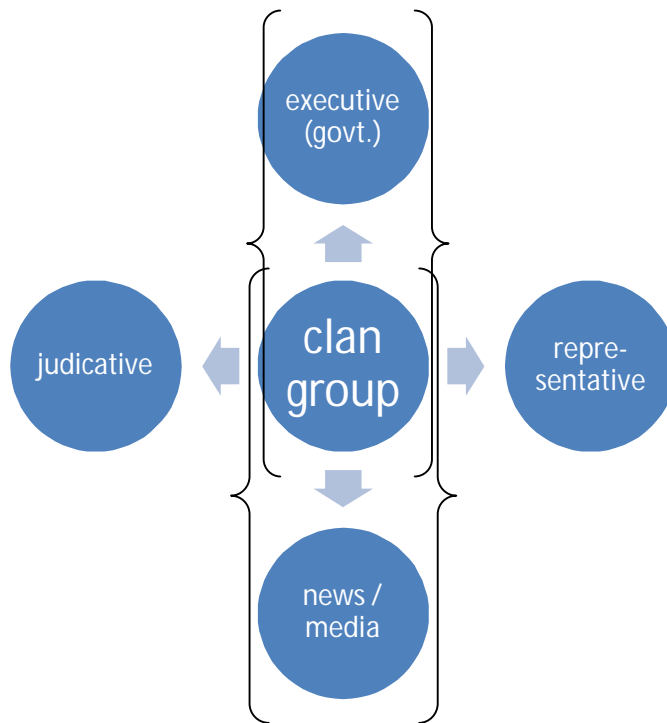 executive
(govt.)
judicative
clan
group
repre-
sentative
news /
media